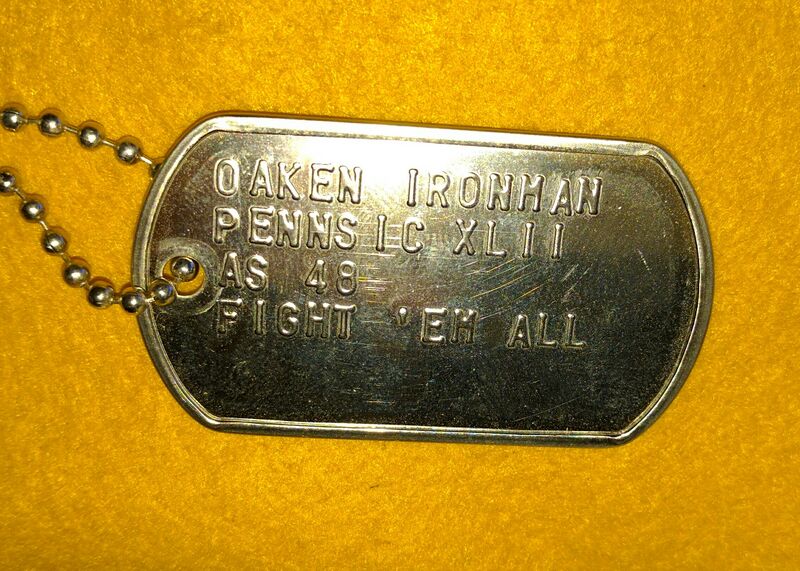 OAKEN IRONMAN
PENNSIC XLII
AS 48
FIGHT 'EM ALL